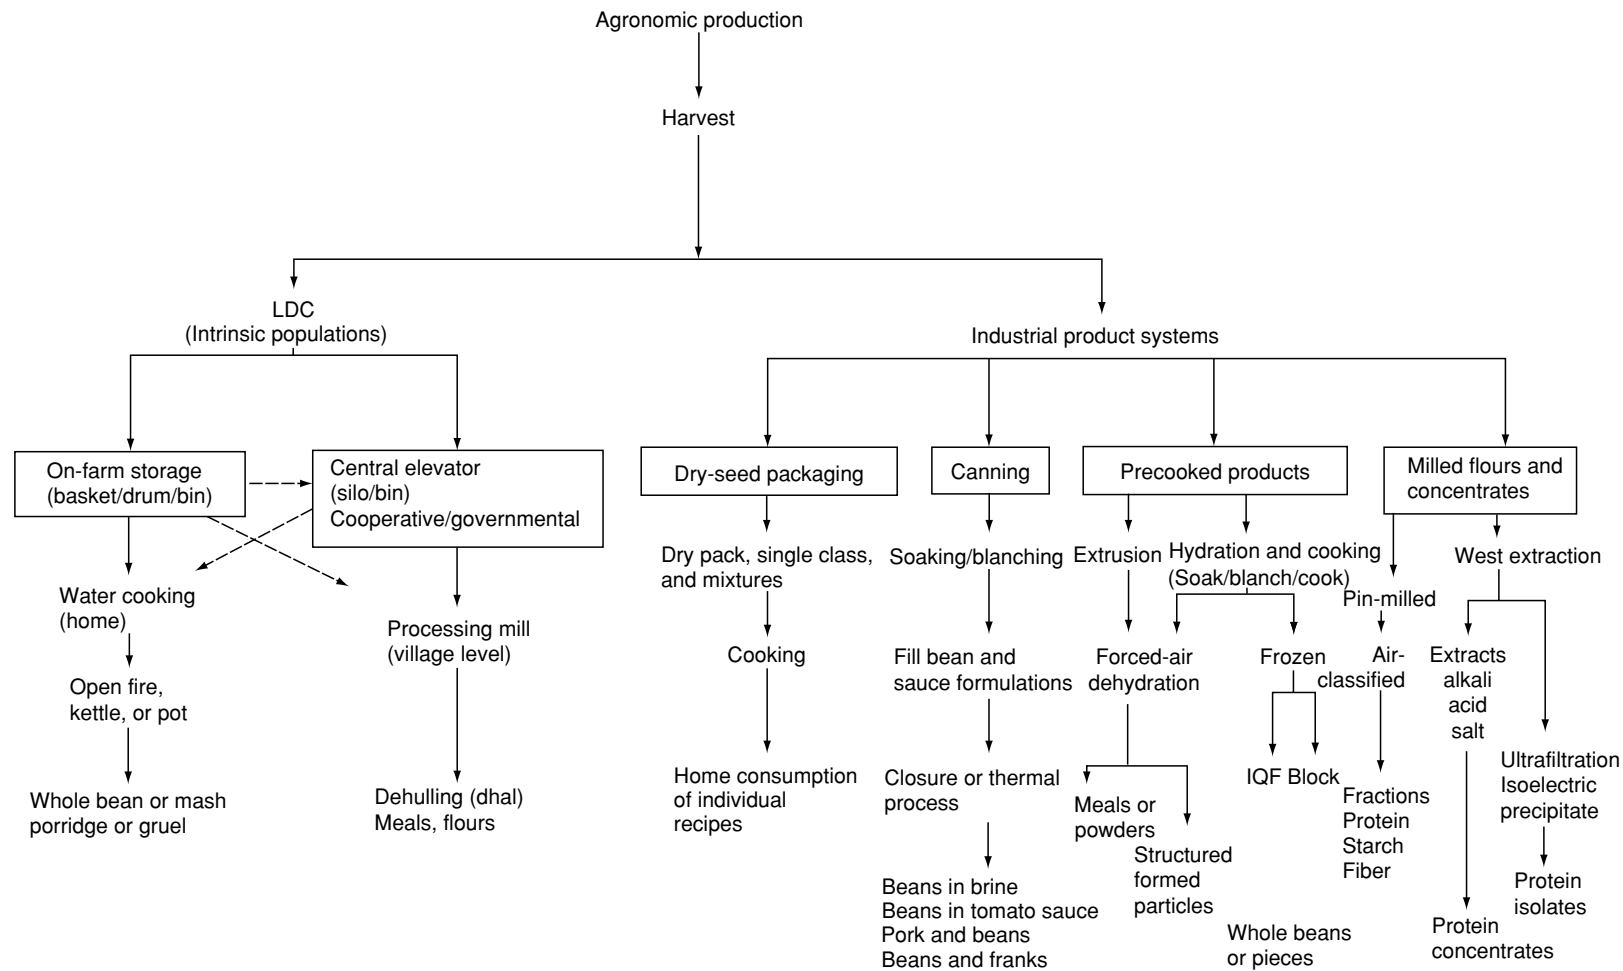 Agronomic production
Harvest
LDC
(Intrinsic populations)
Industrial product systems
On-farm storage
(basket/drum/bin)
Central elevator
(silo/bin)
Cooperative/governmental
Dry-seed packaging
Canning
Precooked products
Milled flours and
concentrates
Water cooking
(home)
Open fire,
kettle, or pot
Whole bean or mash
porridge or gruel
Processing mill
(village level)
Dehulling (dhal)
Meals, flours
Dry pack, single class,
and mixtures
Cooking
Home consumption
of individual
recipes
Soaking/blanching
Fill bean and
sauce formulations
Closure or thermal
process
Beans in brine
Beans in tomato sauce
Pork and beans
Beans and franks
Extrusion
Hydration and cooking
(Soak/blanch/cook)
Forced-air
dehydration
Meals or
powders
Structured
formed
particles
Frozen
IQF Block
Whole beans
or pieces
Pin-milled
Air-
classified
Fractions
Protein
Starch
Fiber
West extraction
Extracts
alkali
acid
salt
Protein
concentrates
Ultrafiltration
Isoelectric
precipitate
Protein
isolates